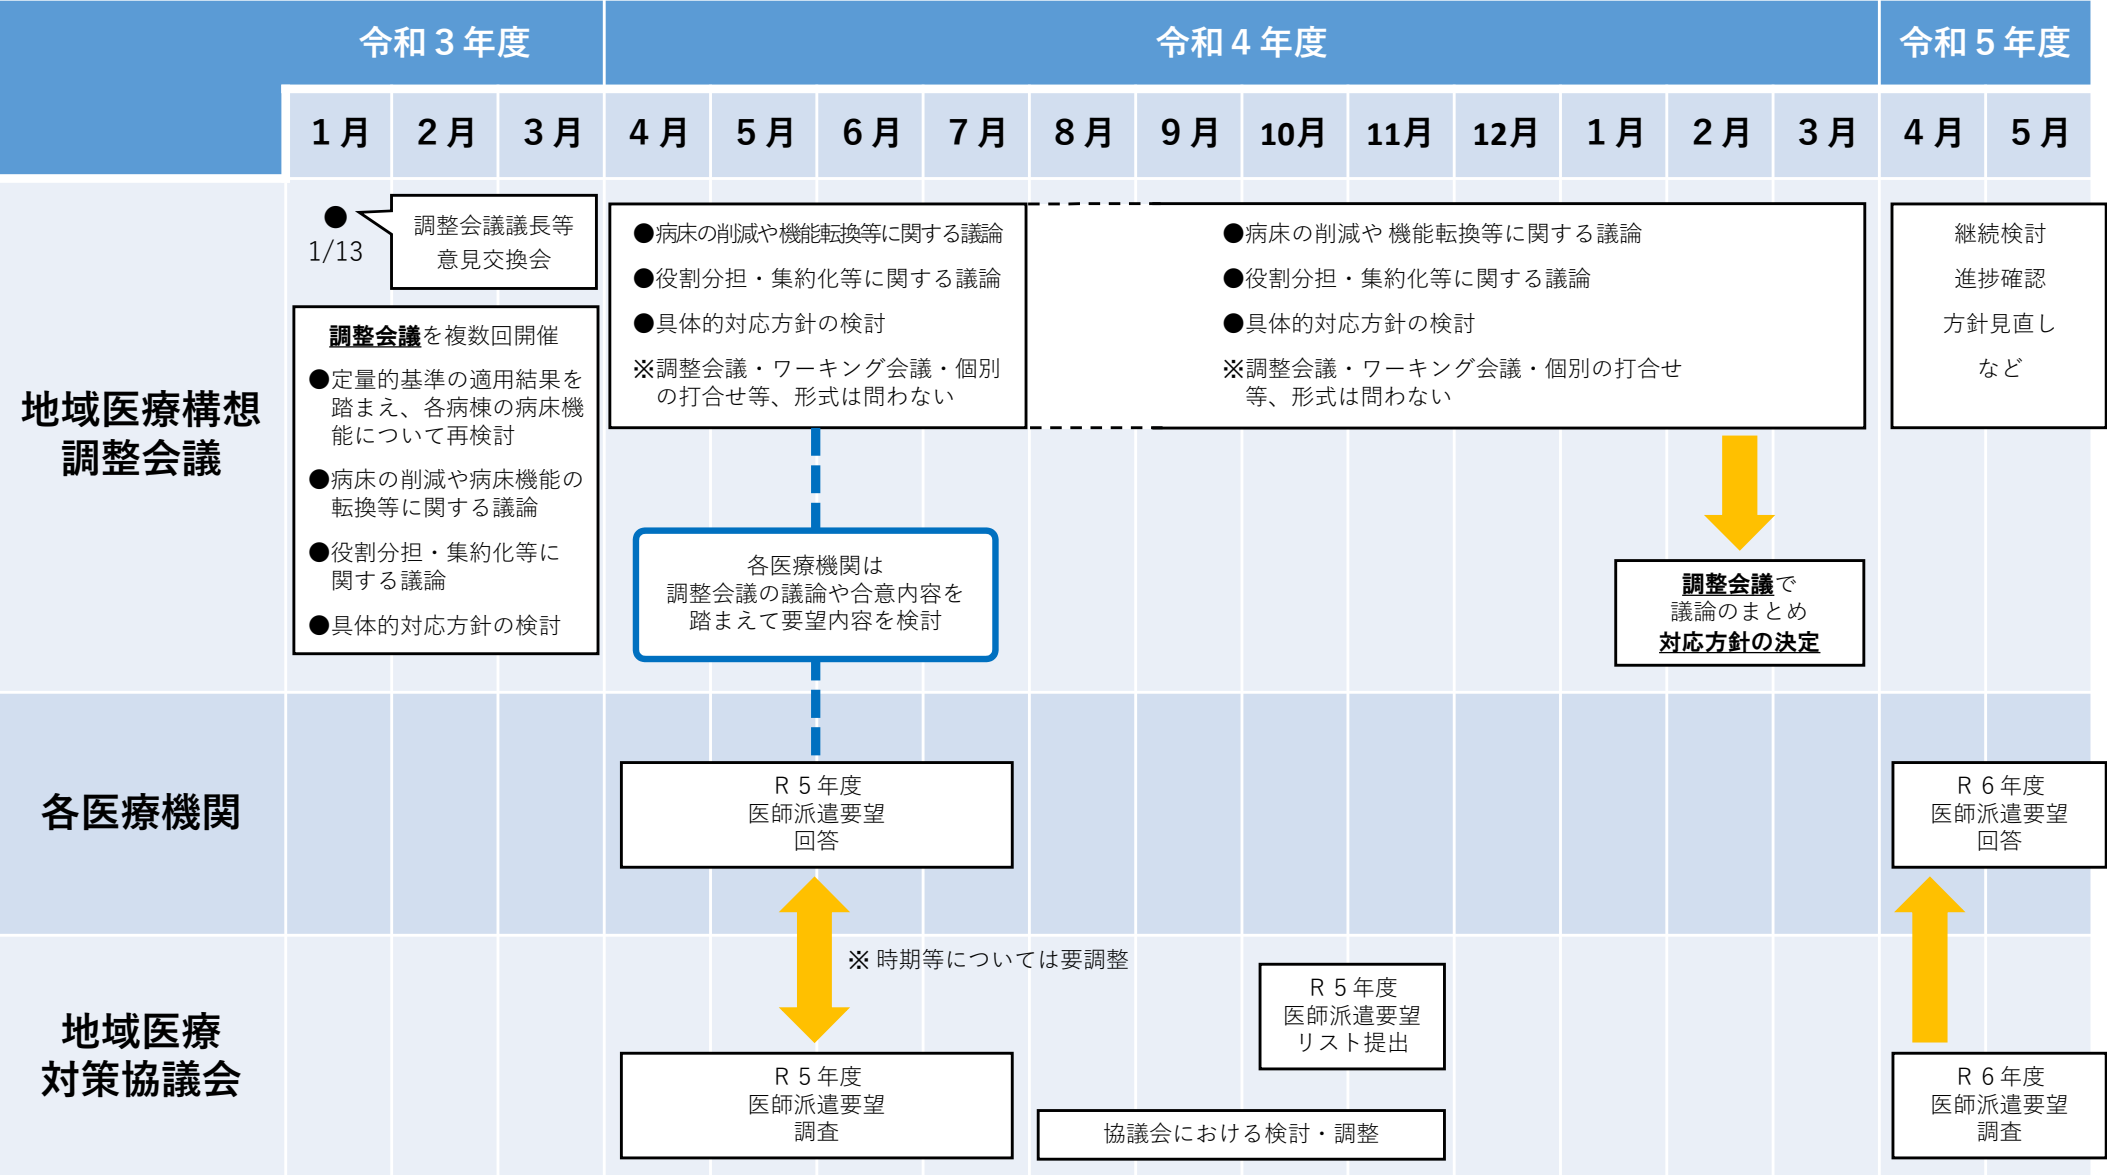 令和３年度
令和４年度
令和５年度
１月
２月
３月
４月
５月
６月
７月
８月
９月
10月
11月
12月
１月
２月
３月
４月
５月
地域医療構想
調整会議
●
1/13
調整会議議長等
意見交換会
調整会議を複数回開催
●定量的基準の適用結果を
踏まえ、各病棟の病床機
能について再検討
●病床の削減や病床機能の
転換等に関する議論
●役割分担・集約化等に
関する議論
●具体的対応方針の検討
●病床の削減や機能転換等に関する議論
●役割分担・集約化等に関する議論
●具体的対応方針の検討
※調整会議・ワーキング会議・個別
の打合せ等、形式は問わない
●病床の削減や機能転換等に関する議論
●役割分担・集約化等に関する議論
●具体的対応方針の検討
※調整会議・ワーキング会議・個別の打合せ
等、形式は問わない
継続検討
進捗確認
方針見直し
など
各医療機関は
調整会議の議論や合意内容を
踏まえて要望内容を検討
調整会議で
議論のまとめ
対応方針の決定
各医療機関
Ｒ５年度
医師派遣要望
回答
Ｒ６年度
医師派遣要望
回答
地域医療
対策協議会
※時期等については要調整
Ｒ５年度
医師派遣要望
調査
Ｒ５年度
医師派遣要望
リスト提出
協議会における検討・調整
Ｒ６年度
医師派遣要望
調査